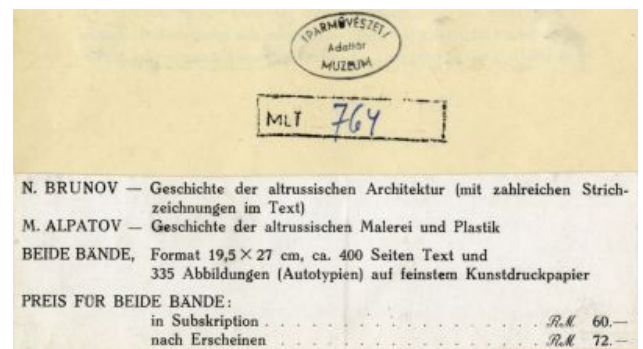 IPARMŰVÉSZETI
Adattár
MUZEUM
MLT 764
N. BRUNOV — Geschichte der altrussischen Architektur (mit zahlreichen Strich-
zeichnungen im Text)
M. ALPATOV — Geschichte der altrussischen Malerei und Plastik
BEIDE BÄNDE, Format 19,5 × 27 cm, ca. 400 Seiten Text und
335 Abbildungen (Autotypien) auf feinstem Kunstdruckpapier
PREIS FÜR BEIDE BÄNDE:
in Subskription . . . . . . . . . . . . . . . . RM 60.—
nach Erscheinen . . . . . . . . . . . . . . . . RM 72.—